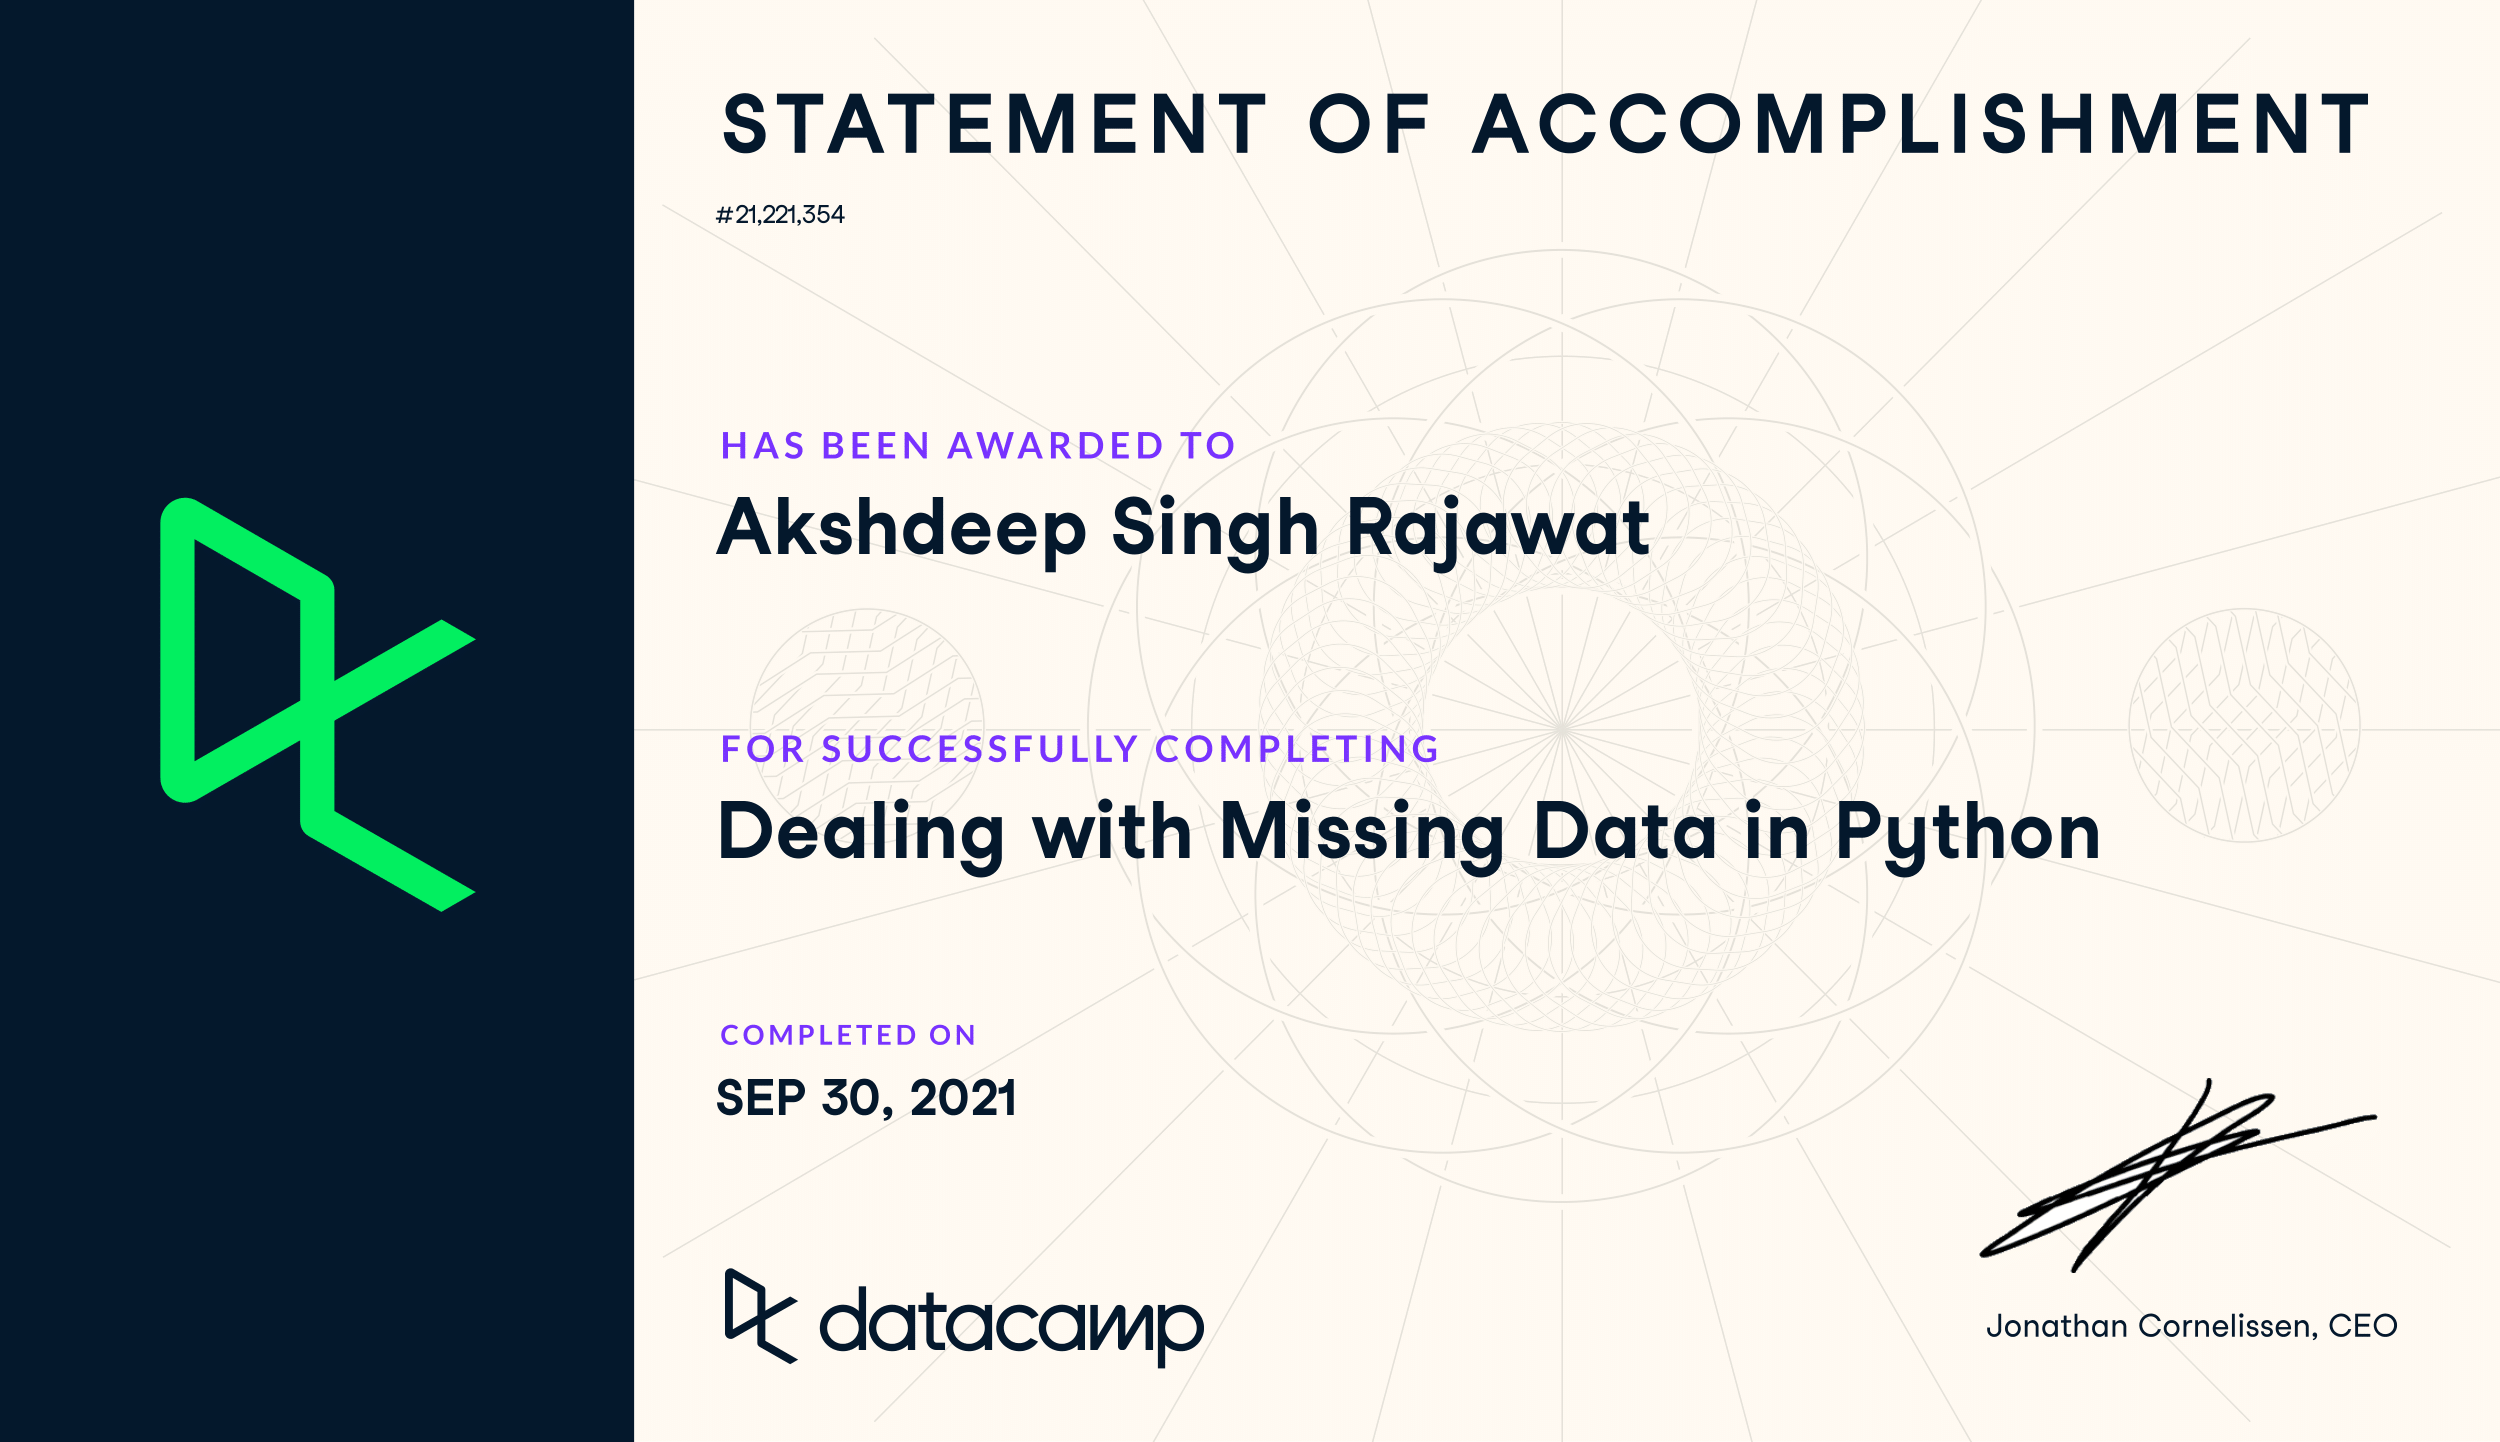 STATEMENT OF ACCOMPLISHMENT
#21,221,354
HAS BEEN AWARDED TO
Akshdeep Singh Rajawat
FOR SUCCESSFULLY COMPLETING
Dealing with Missing Data in Python
COMPLETED ON
SEP 30, 2021
datacamp
Jonathan Cornelissen, CEO